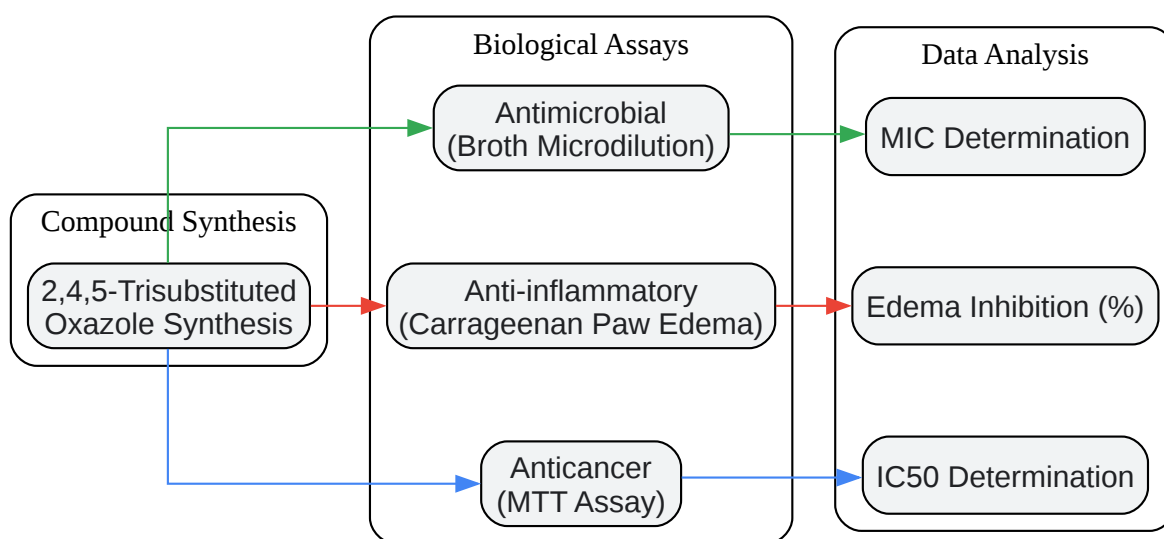 Compound Synthesis
2,4,5-Trisubstituted
Oxazole Synthesis
Biological Assays
Antimicrobial
(Broth Microdilution)
Anti-inflammatory
(Carrageenan Paw Edema)
Anticancer
(MTT Assay)
Data Analysis
MIC Determination
Edema Inhibition (%)
IC50 Determination